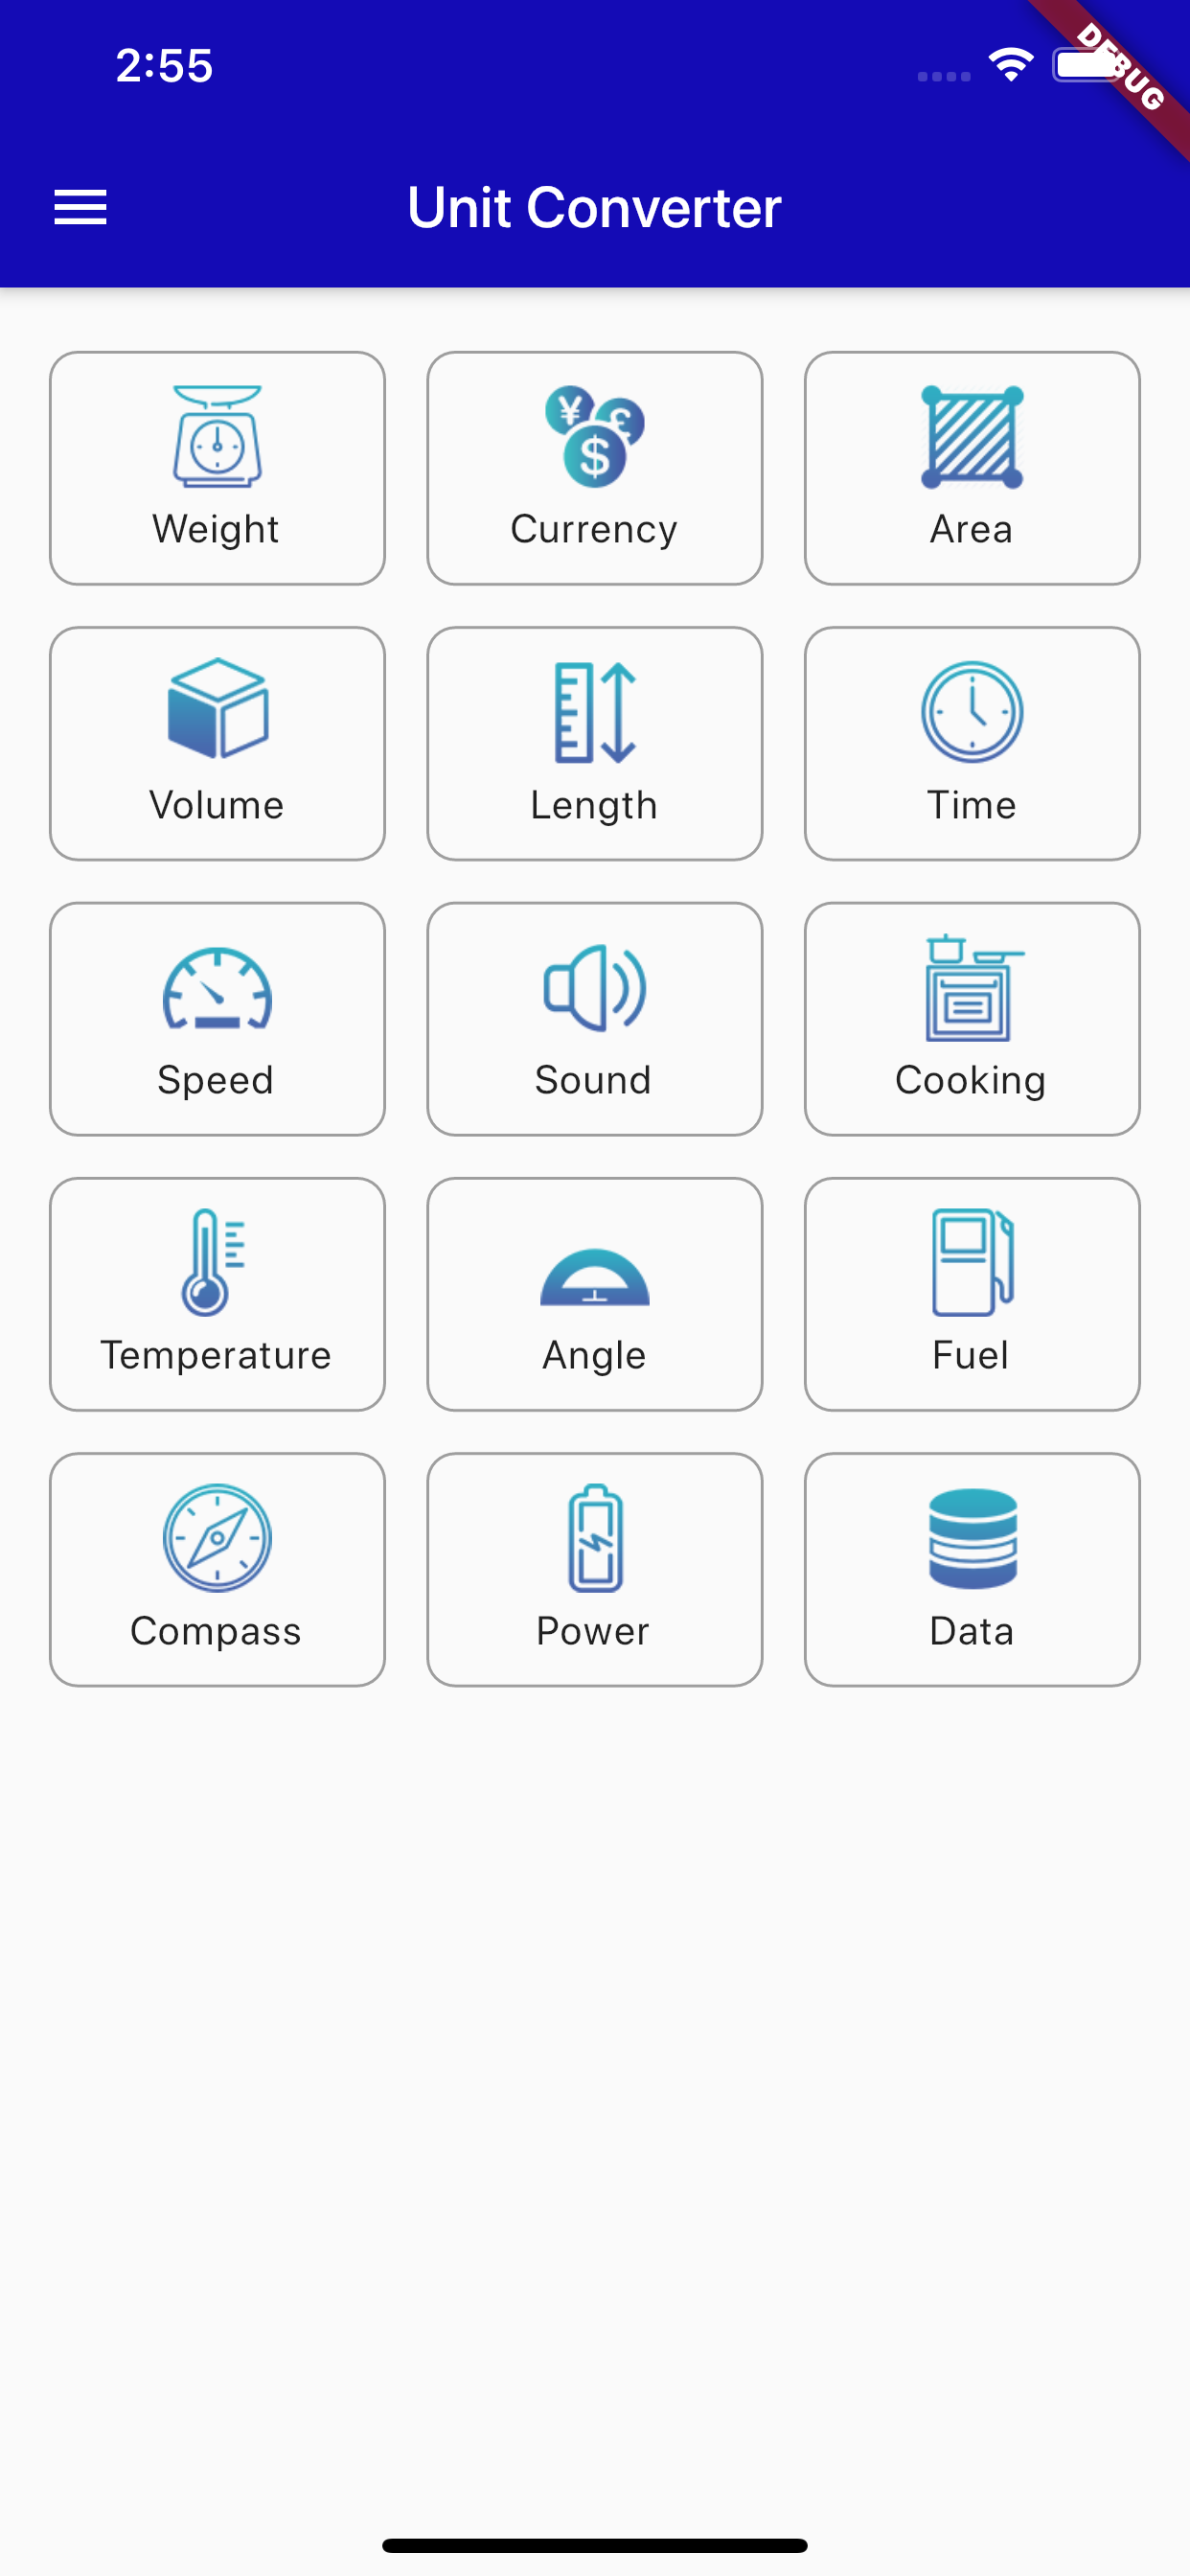 2:55
DEBUG
Unit Converter
¥ £ $
Weight Currency Area
Volume Length Time
Speed Sound Cooking
Temperature Angle Fuel
Compass Power Data